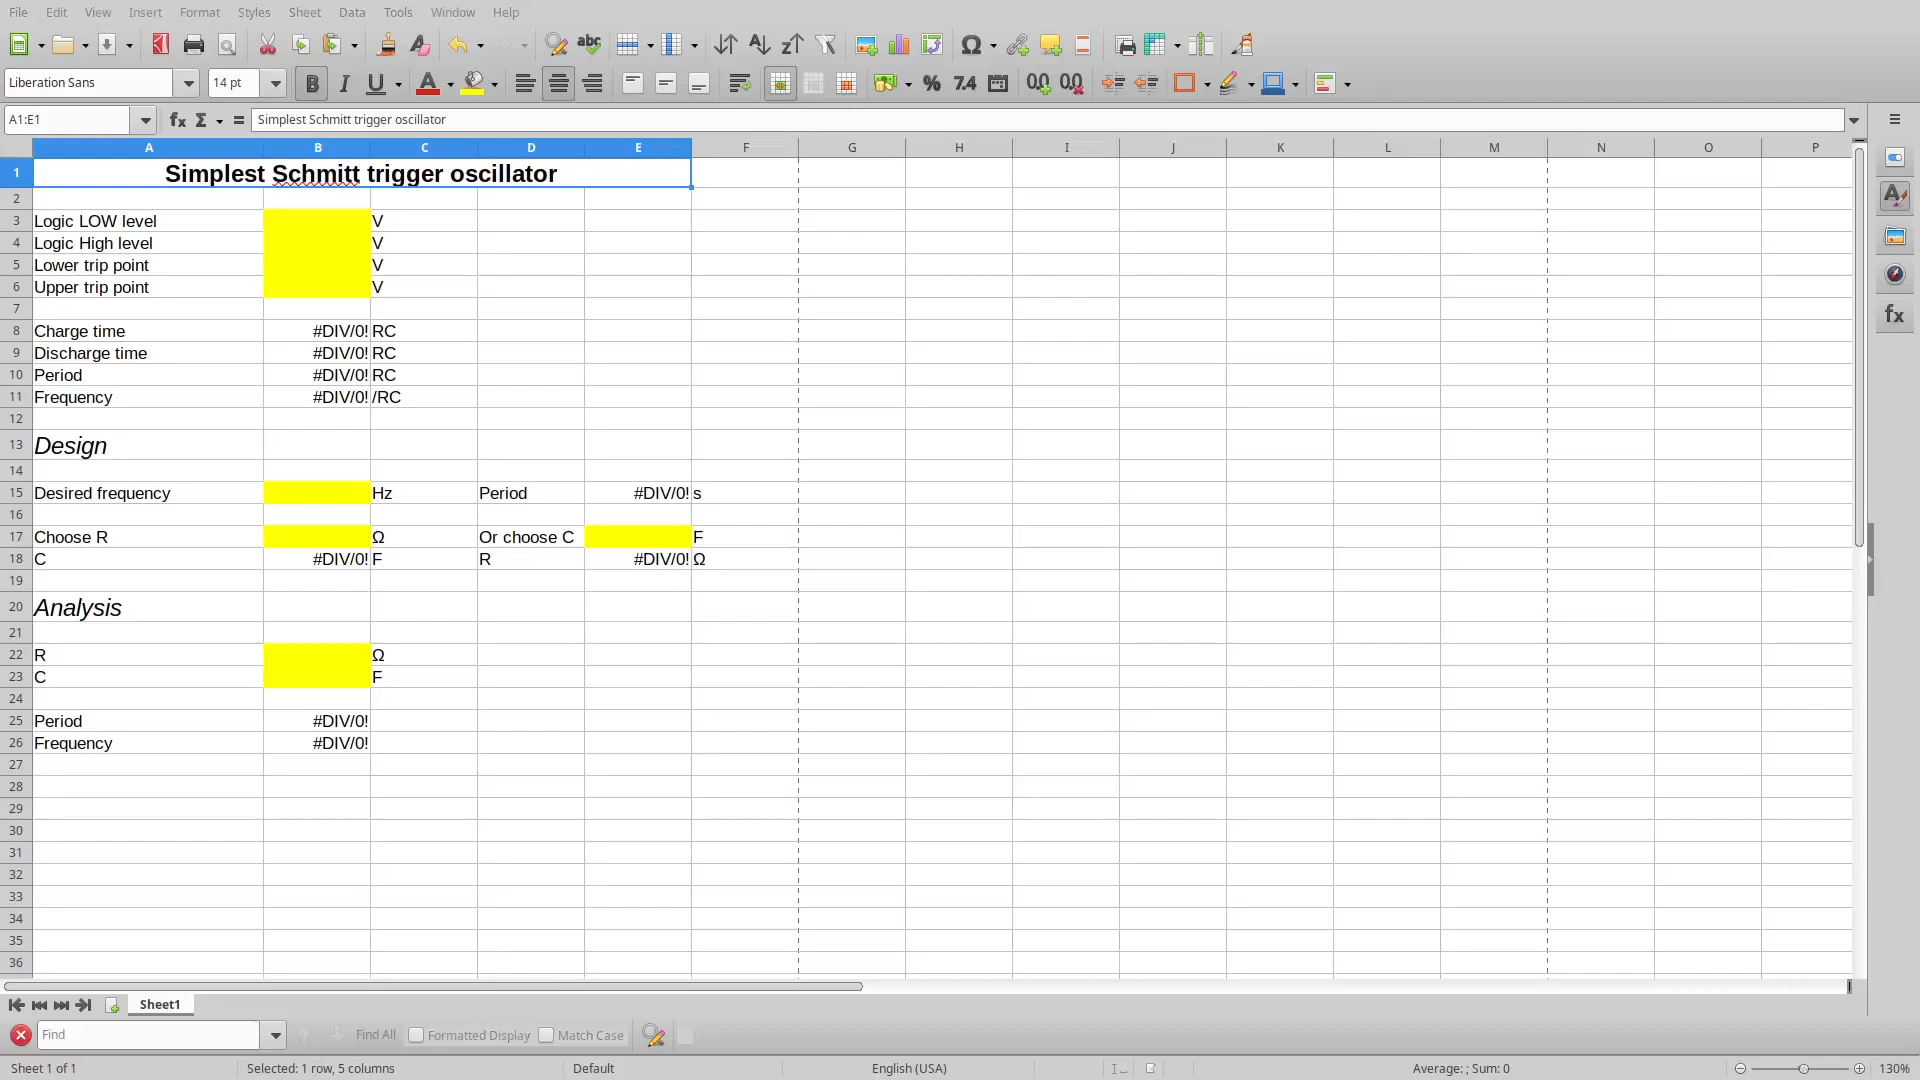 File Edit View Insert Format Styles Sheet Data Tools Window Help
Liberation Sans 14 pt
A1:E1 Simplest Schmitt trigger oscillator
A B C D E F G H I J K L M N O P
1 Simplest Schmitt trigger oscillator
2
3 Logic LOW level V
4 Logic High level V
5 Lower trip point V
6 Upper trip point V
7
8 Charge time #DIV/0! RC
9 Discharge time #DIV/0! RC
10 Period #DIV/0! RC
11 Frequency #DIV/0! /RC
12
13 Design
14
15 Desired frequency Hz Period #DIV/0! s
16
17 Choose R Ω Or choose C F
18 C #DIV/0! F R #DIV/0! Ω
19
20 Analysis
21
22 R Ω
23 C F
24
25 Period #DIV/0!
26 Frequency #DIV/0!
27
28
29
30
31
32
33
34
35
36
Sheet1
Find Find All Formatted Display Match Case
Sheet 1 of 1 Selected: 1 row, 5 columns Default English (USA) Average: ; Sum: 0 130%